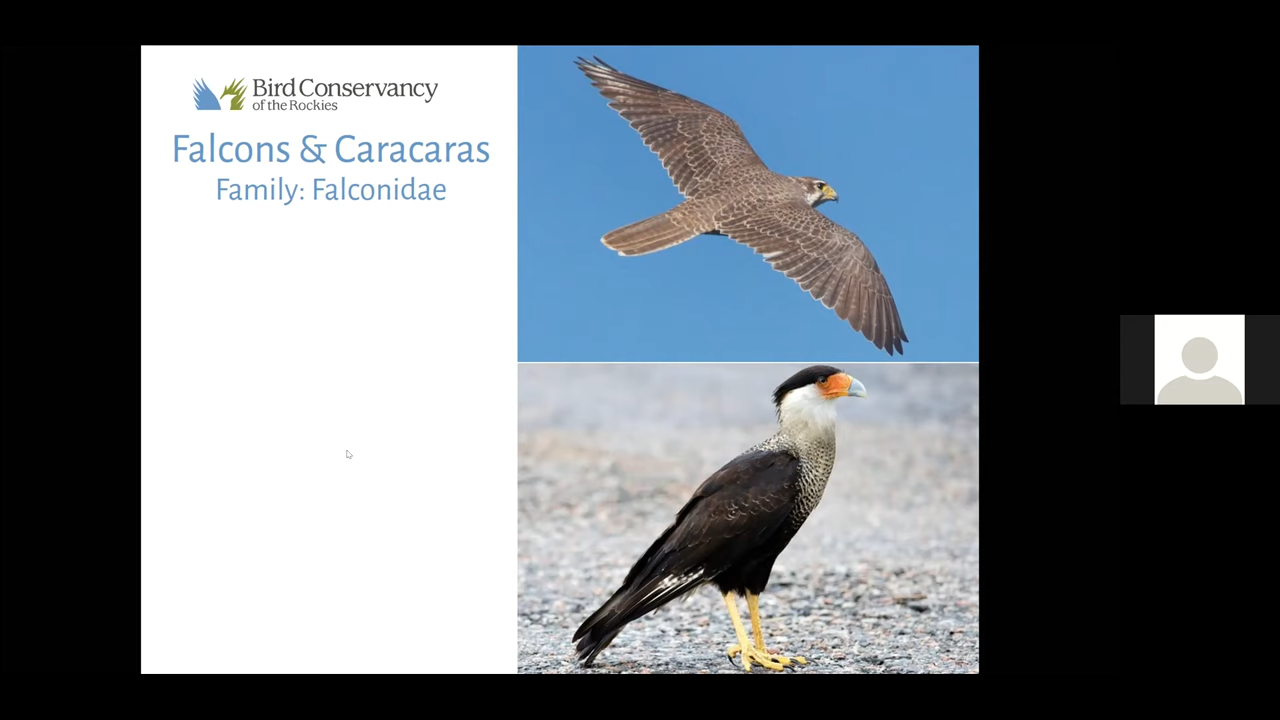 Bird Conservancy
of the Rockies
Falcons & Caracaras
Family: Falconidae